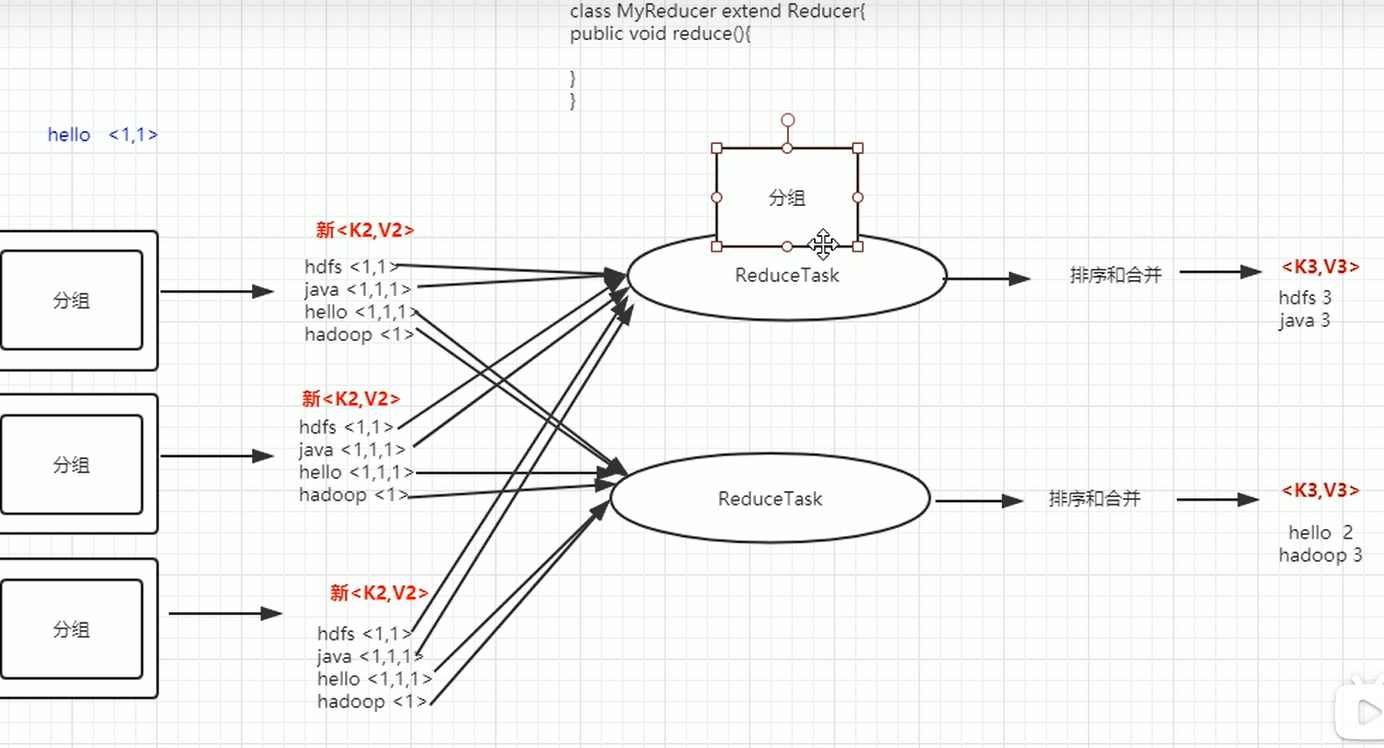 class MyReducer extend Reducer{
public void reduce(){
}
}
hello <1,1>
分组
新<K2,V2>
hdfs <1,1>
java <1,1,1>
hello <1,1,1>
hadoop <1>
分组
ReduceTask
排序和合并
<K3,V3>
hdfs 3
java 3
分组
新<K2,V2>
hdfs <1,1>
java <1,1,1>
hello <1,1,1>
hadoop <1>
ReduceTask
排序和合并
<K3,V3>
hello 2
hadoop 3
分组
新<K2,V2>
hdfs <1,1>
java <1,1,1>
hello <1,1,1>
hadoop <1>